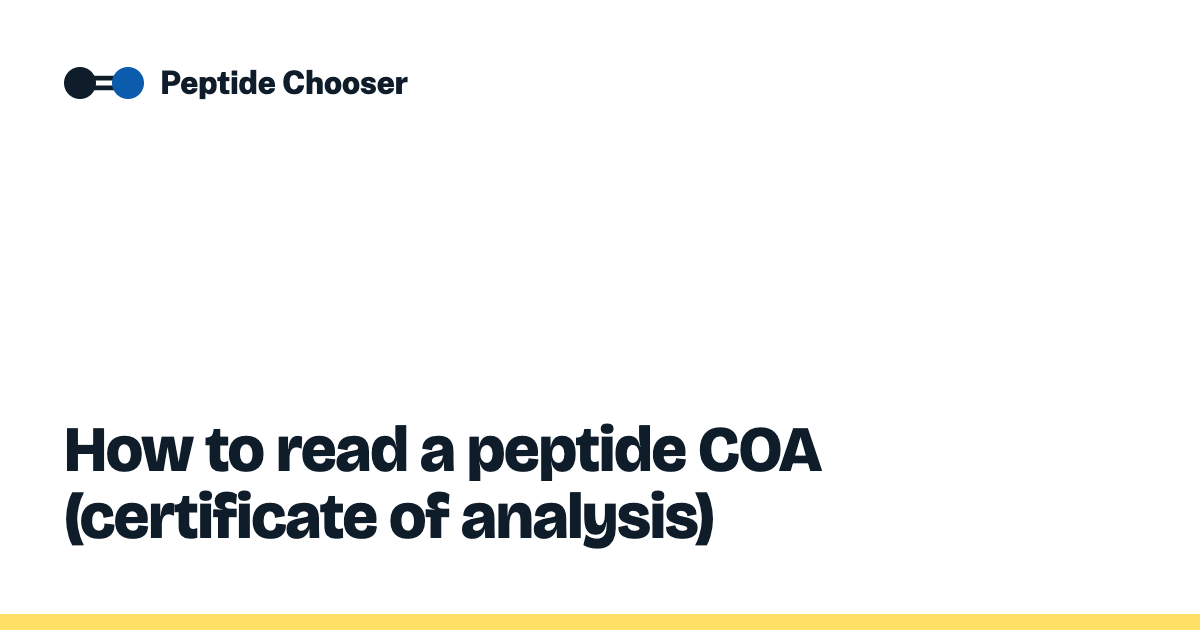 Peptide Chooser
How to read a peptide COA
(certificate of analysis)